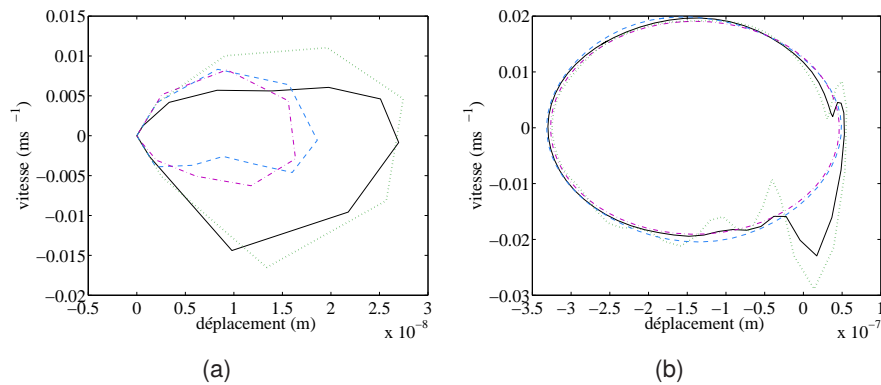 0.015
0.01
0.005
0
−0.005
−0.01
−0.015
−0.02
vitesse (ms −1)
−0.5 0 0.5 1 1.5 2 2.5 3
déplacement (m)
x 10 −8
(a)
0.02
0.01
0
−0.01
−0.02
−0.03
vitesse (ms −1)
−3.5 −3 −2.5 −2 −1.5 −1 −0.5 0 0.5 1
déplacement (m)
x 10 −7
(b)